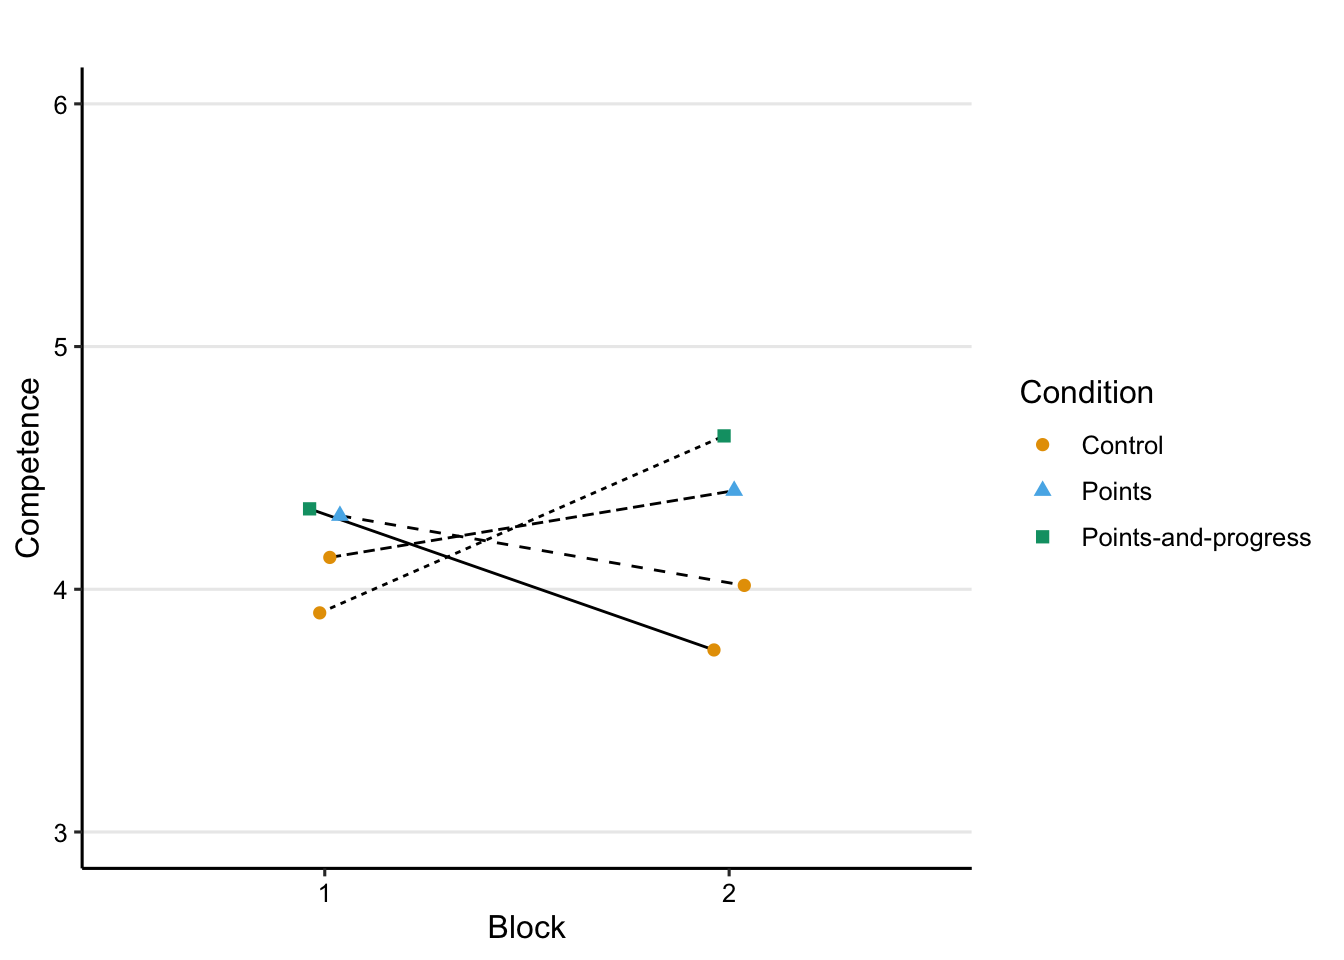 6
5
4
3
Competence
1
2
Block
Condition
Control
Points
Points-and-progress